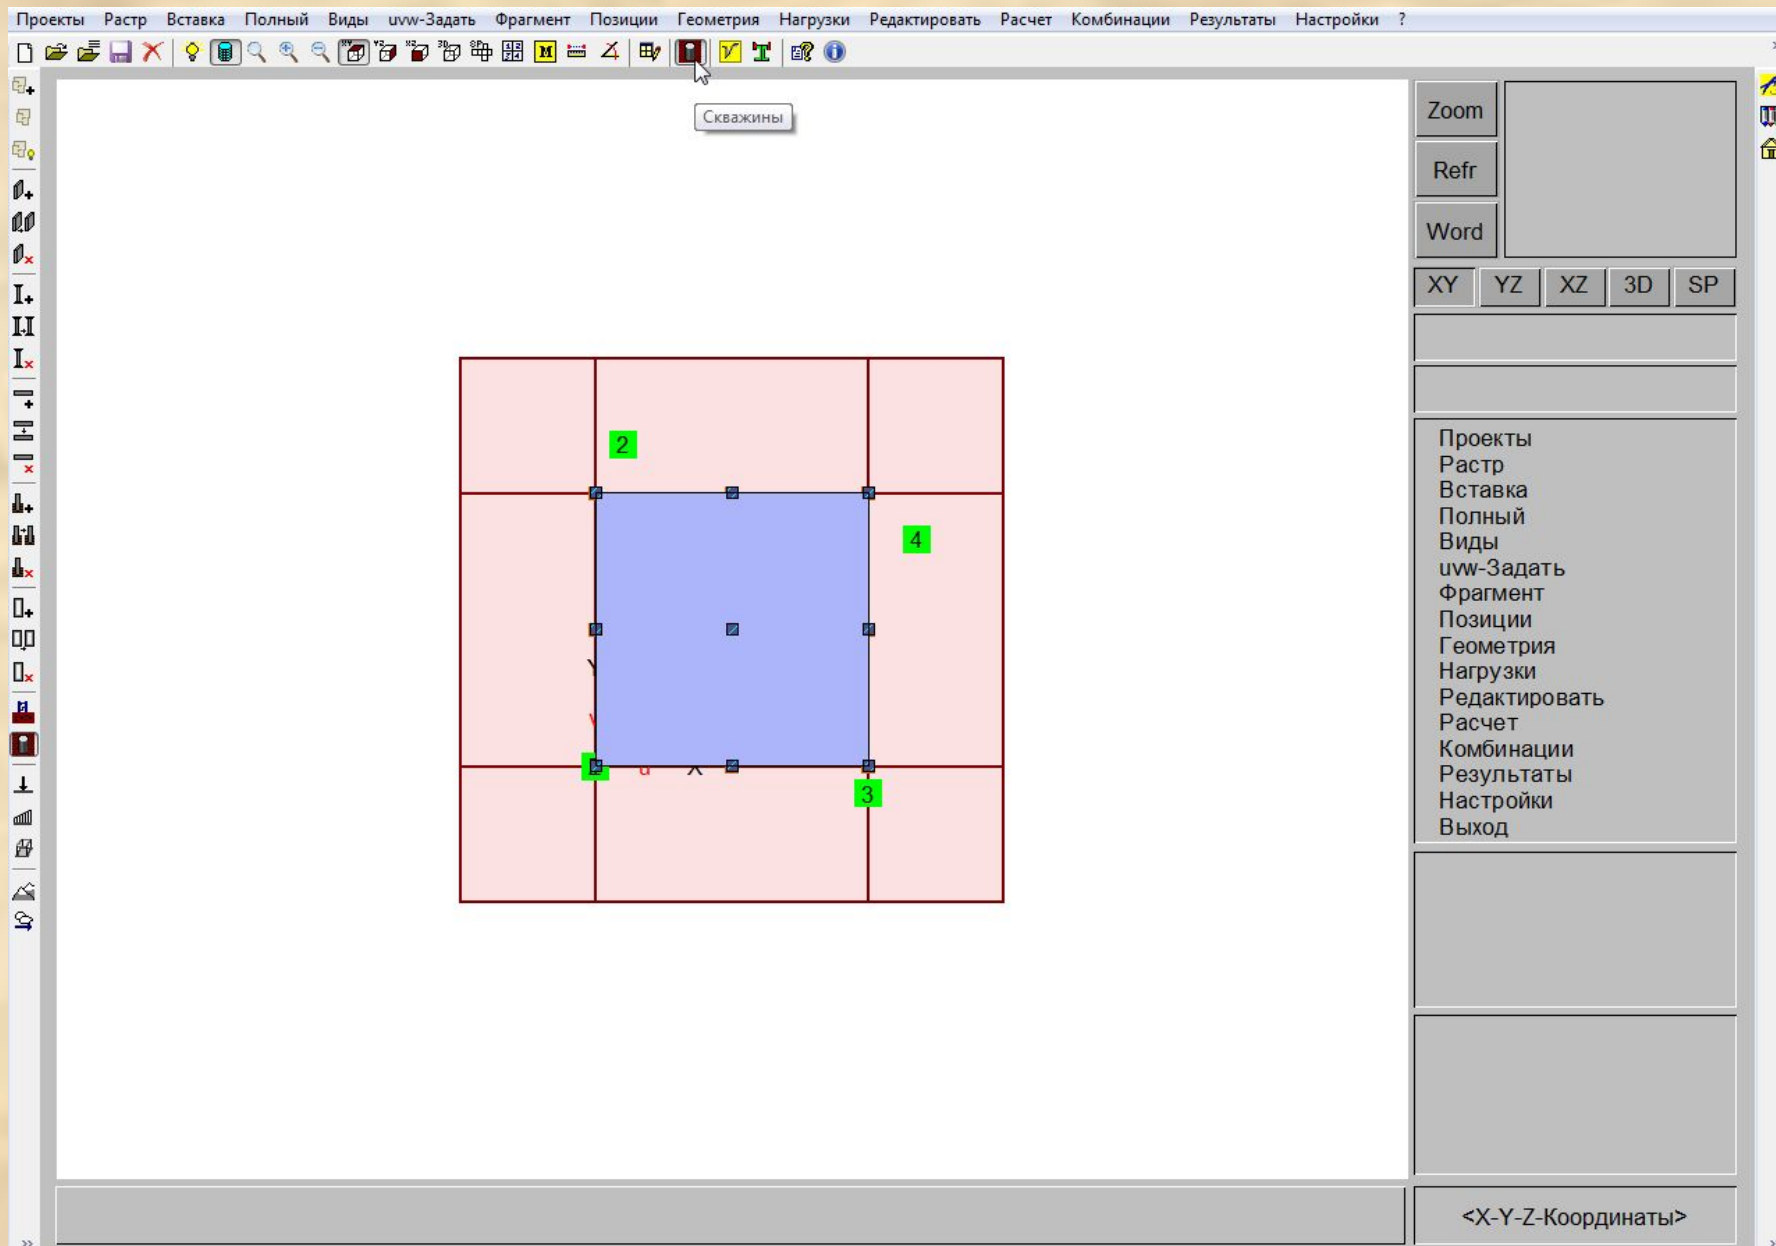 Проекты Растр Вставка Полный Виды uvw-Задать Фрагмент Позиции Геометрия Нагрузки Редактировать Расчет Комбинации Результаты Настройки ?
Скважины
Zoom
Refr
Word
XY YZ XZ 3D SP
2
4
Y
u X
3
Проекты
Растр
Вставка
Полный
Виды
uvw-Задать
Фрагмент
Позиции
Геометрия
Нагрузки
Редактировать
Расчет
Комбинации
Результаты
Настройки
Выход
<X-Y-Z-Координаты>